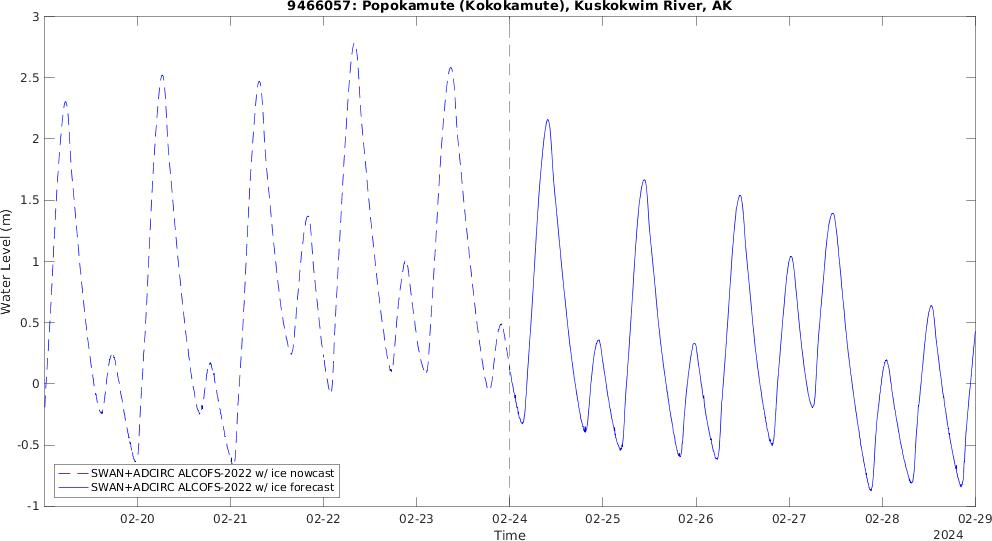 9466057: Popokamute (Kokokamute), Kuskokwim River, AK
3
2.5
2
1.5
1
0.5
0
-0.5
-1
Water Level (m)
SWAN+ADCIRC ALCOFS-2022 w/ ice nowcast
SWAN+ADCIRC ALCOFS-2022 w/ ice forecast
02-20 02-21 02-22 02-23 02-24 02-25 02-26 02-27 02-28 02-29
Time
2024